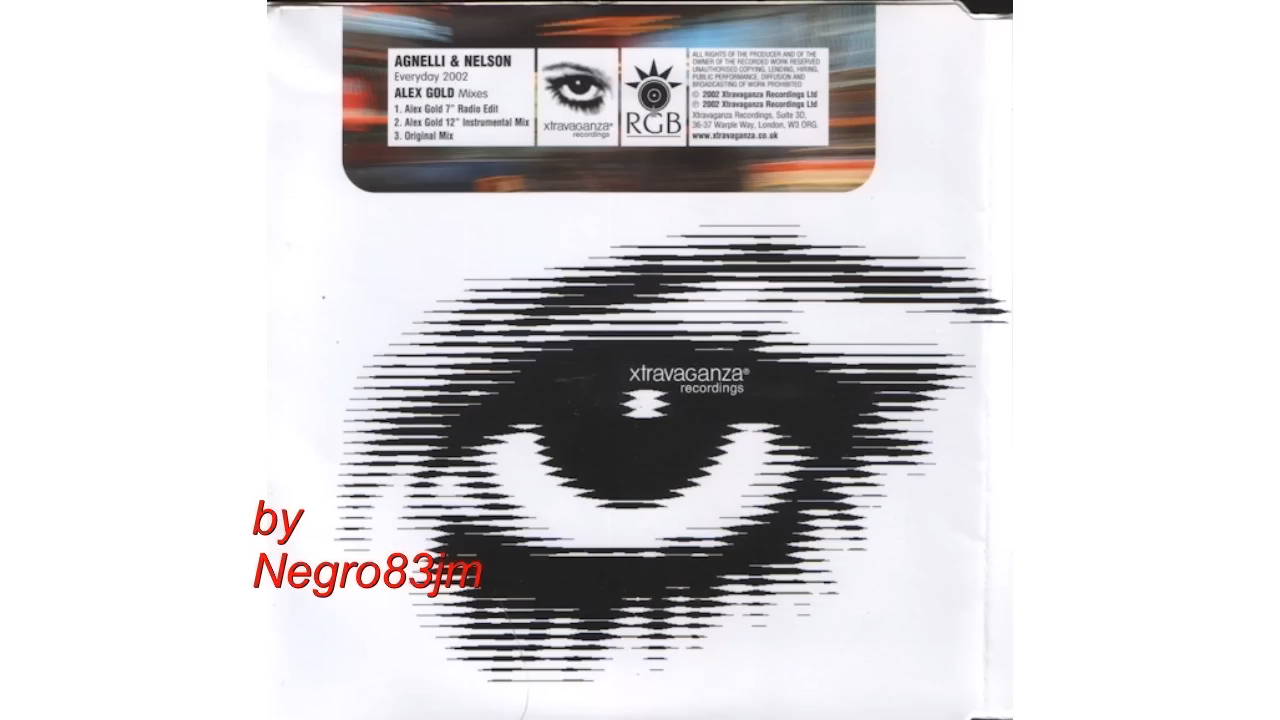 AGNELLI & NELSON
Everyday 2002
ALEX GOLD Mixes
1. Alex Gold 7" Radio Edit
2. Alex Gold 12" Instrumental Mix
3. Original Mix
xtravaganza®
recordings
RGB
ALL RIGHTS OF THE PRODUCER AND OF THE
OWNER OF THE RECORDED WORK RESERVED
UNAUTHORISED COPYING, LENDING, HIRING,
PUBLIC PERFORMANCE, DIFFUSION AND
BROADCASTING OF WORK PROHIBITED
© 2002 Xtravaganza Recordings Ltd
℗ 2002 Xtravaganza Recordings Ltd
Xtravaganza Recordings, Suite 3D,
36-37 Warple Way, London, W3 ORG.
www.xtravaganza.co.uk
xtravaganza®
recordings
by
Negro83jm